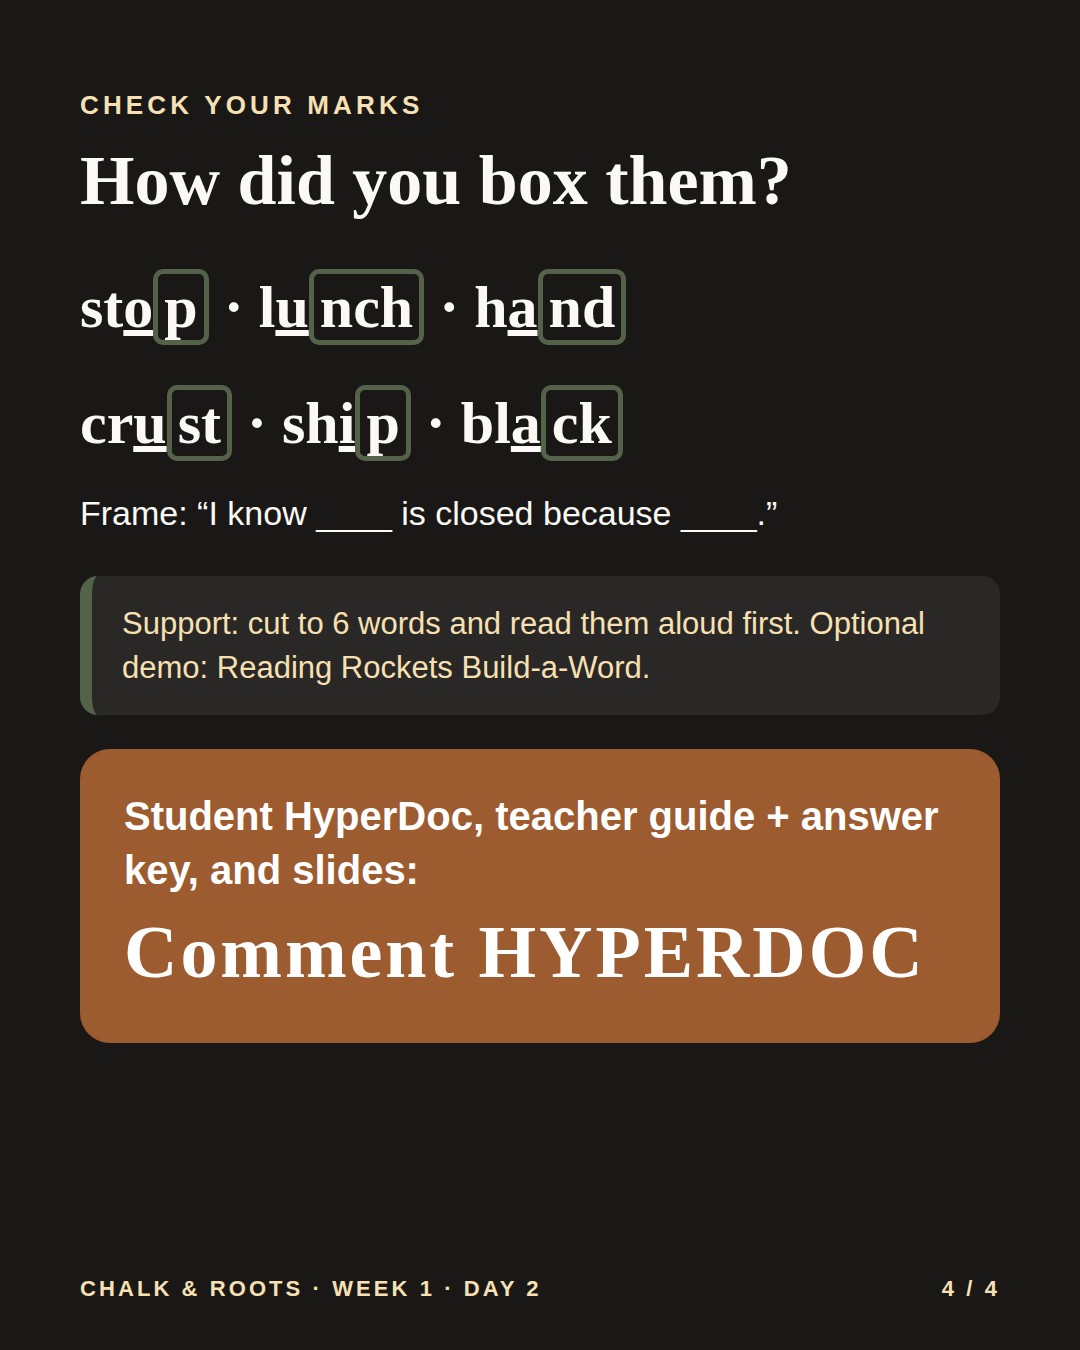 CHECK YOUR MARKS
How did you box them?
stop · lunch · hand
crust · ship · black
Frame: “I know ____ is closed because ____.”
Support: cut to 6 words and read them aloud first. Optional
demo: Reading Rockets Build-a-Word.
Student HyperDoc, teacher guide + answer
key, and slides:
Comment HYPERDOC
CHALK & ROOTS · WEEK 1 · DAY 2
4 / 4